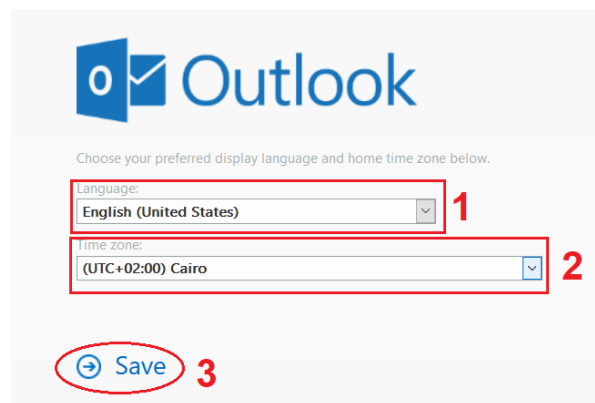 Outlook
Choose your preferred display language and home time zone below.
Language:
English (United States)
1
Time zone:
(UTC+02:00) Cairo
2
Save
3